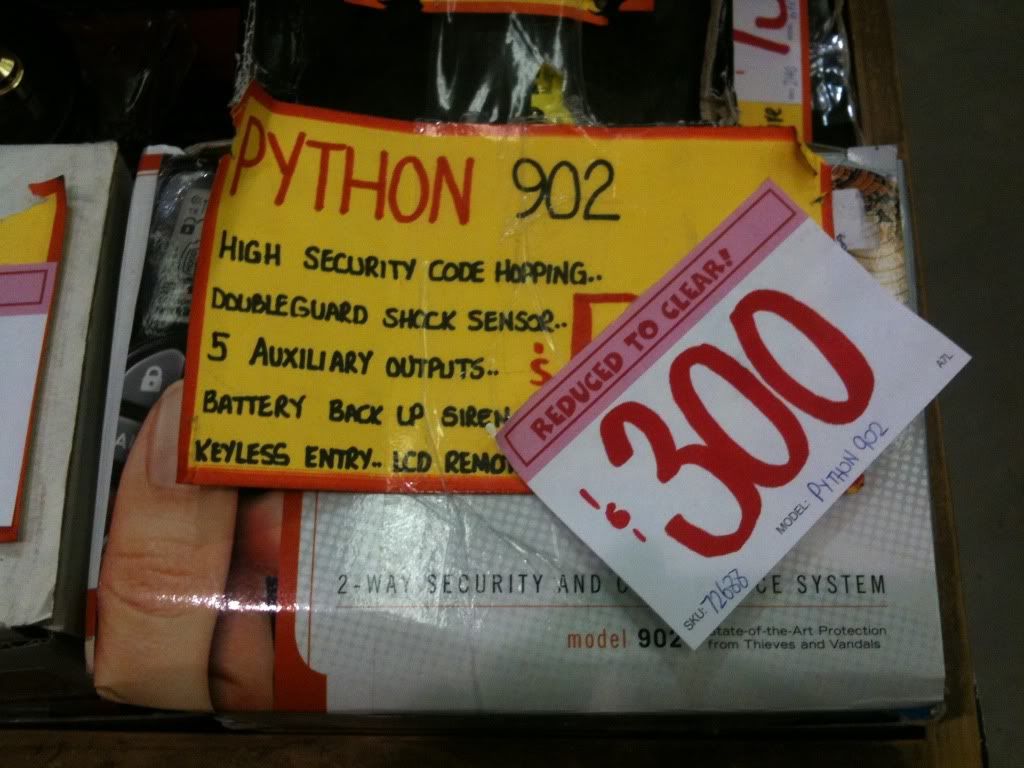 PYTHON 902
HIGH SECURITY CODE HOPPING..
DOUBLEGUARD SHOCK SENSOR..
5 AUXILIARY OUTPUTS..
$
BATTERY BACK UP SIREN
KEYLESS ENTRY.. LCD REMO
REDUCED TO CLEAR!
$300
A7L
MODEL: PYTHON 902
SKU: 72688
2-WAY SECURITY AND CE SYSTEM
model 902
State-of-the-Art Protection
from Thieves and Vandals